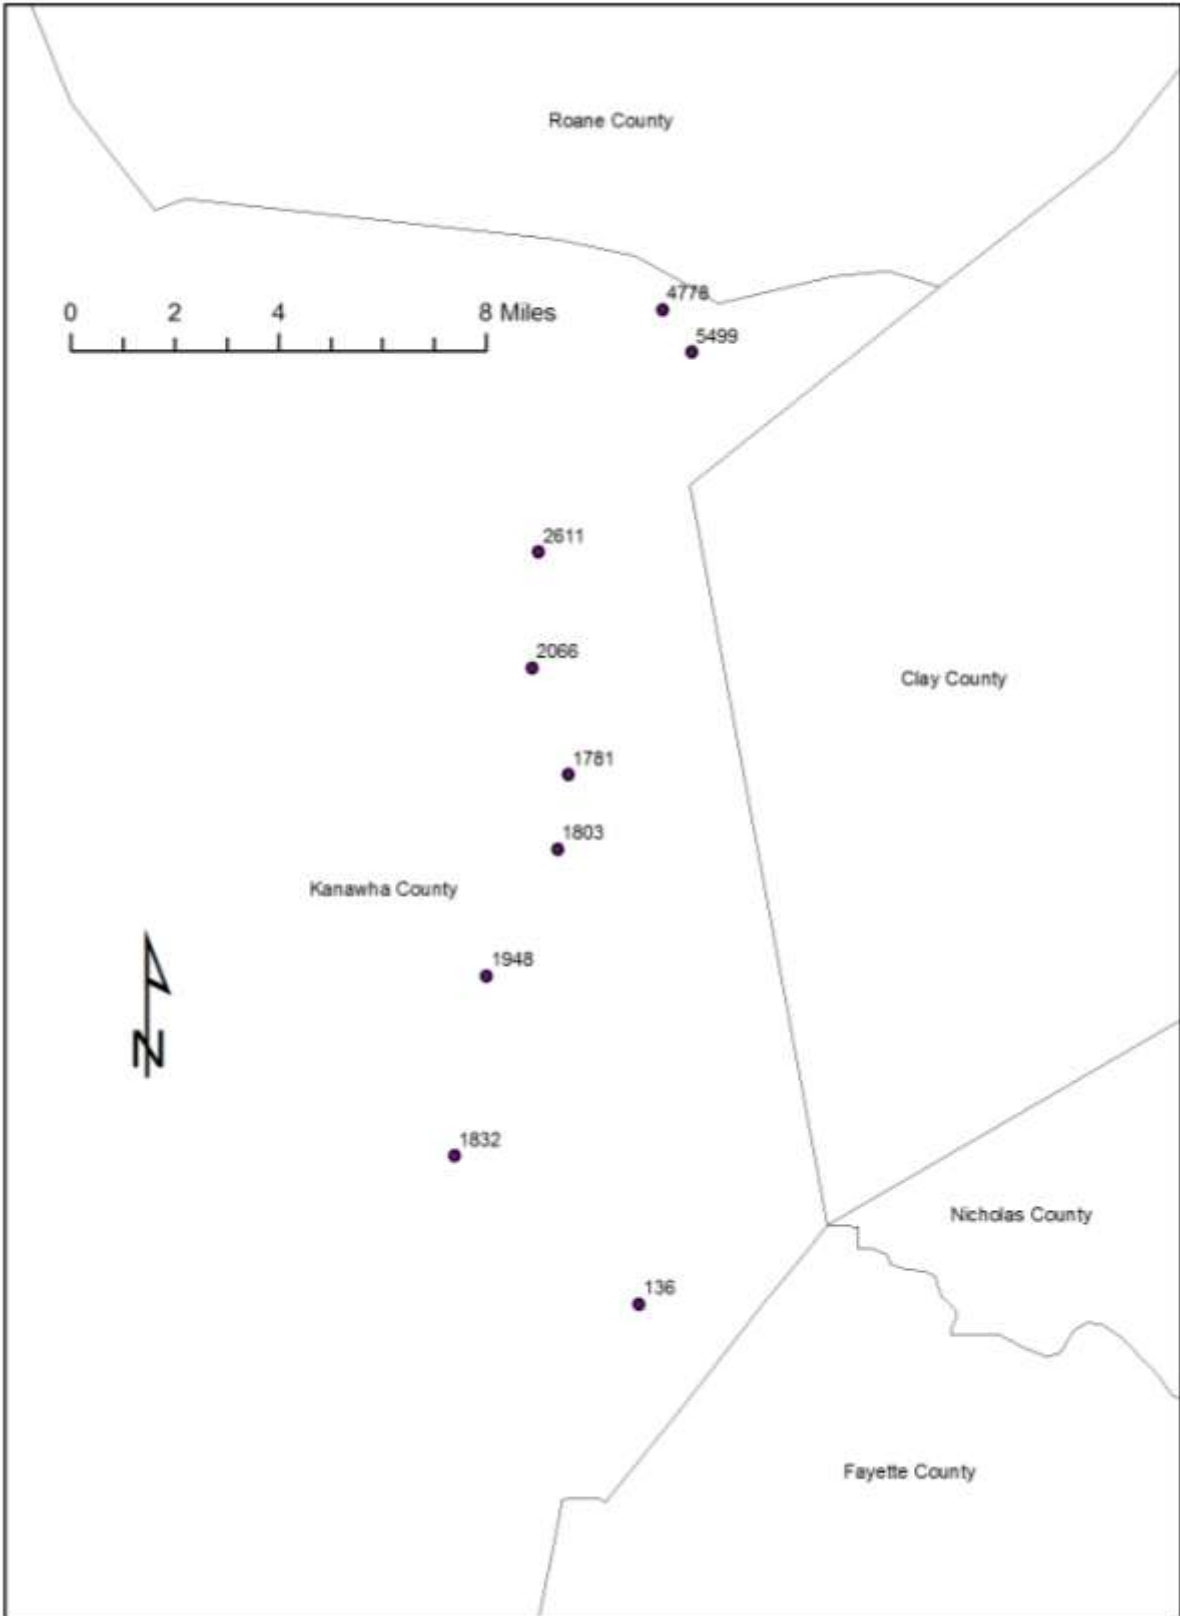 Roane County
4778
0 2 4 8 Miles
5499
2611
2066
Clay County
1781
1803
Kanawha County
1948
N
1832
Nicholas County
136
Fayette County